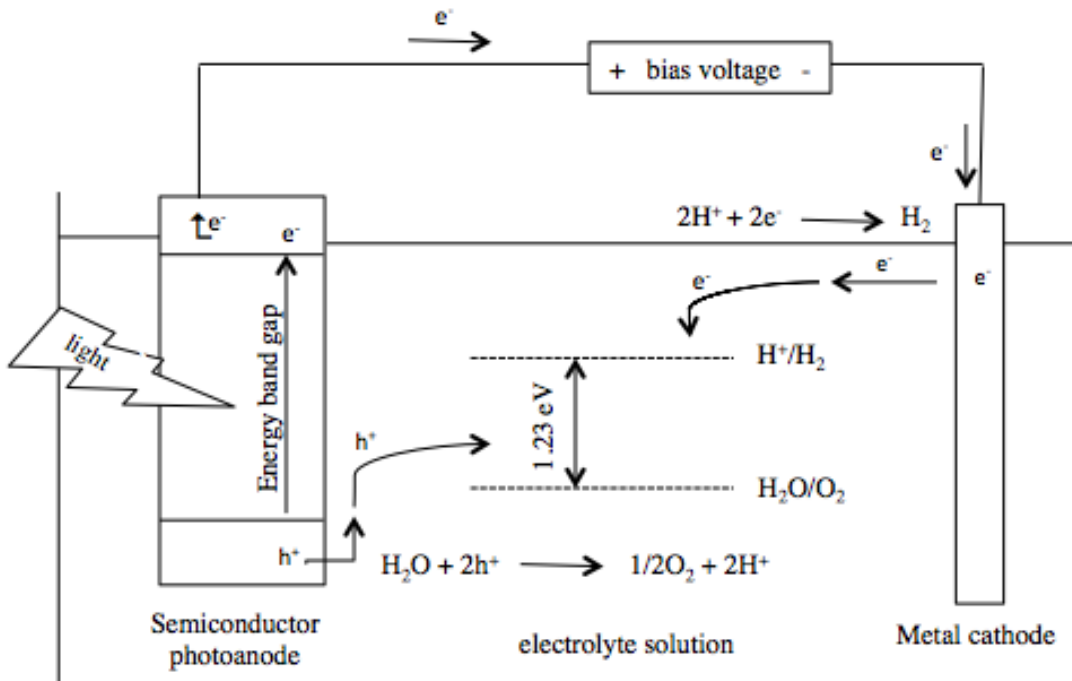 e⁻
+ bias voltage -
e⁻
2H⁺ + 2e⁻ → H₂
e⁻
e⁻
e⁻
e⁻
e⁻
light
Energy band gap
H⁺/H₂
1.23 eV
h⁺
H₂O/O₂
h⁺
H₂O + 2h⁺ → 1/2O₂ + 2H⁺
Semiconductor
photoanode
electrolyte solution
Metal cathode